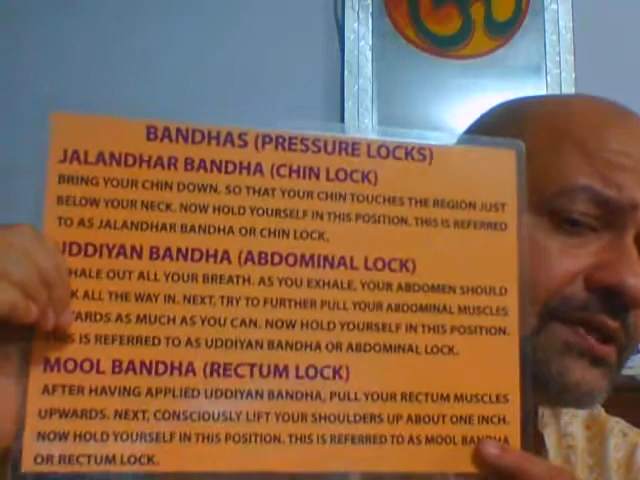 BANDHAS (PRESSURE LOCKS)
JALANDHAR BANDHA (CHIN LOCK)
BRING YOUR CHIN DOWN, SO THAT YOUR CHIN TOUCHES THE REGION JUST
BELOW YOUR NECK. NOW HOLD YOURSELF IN THIS POSITION. THIS IS REFERRED
TO AS JALANDHAR BANDHA OR CHIN LOCK.
UDDIYAN BANDHA (ABDOMINAL LOCK)
HALE OUT ALL YOUR BREATH. AS YOU EXHALE, YOUR ABDOMEN SHOULD
K ALL THE WAY IN. NEXT, TRY TO FURTHER PULL YOUR ABDOMINAL MUSCLES
ARDS AS MUCH AS YOU CAN. NOW HOLD YOURSELF IN THIS POSITION.
THIS IS REFERRED TO AS UDDIYAN BANDHA OR ABDOMINAL LOCK.
MOOL BANDHA (RECTUM LOCK)
AFTER HAVING APPLIED UDDIYAN BANDHA, PULL YOUR RECTUM MUSCLES
UPWARDS. NEXT, CONSCIOUSLY LIFT YOUR SHOULDERS UP ABOUT ONE INCH.
NOW HOLD YOURSELF IN THIS POSITION. THIS IS REFERRED TO AS MOOL BANDHA
OR RECTUM LOCK.